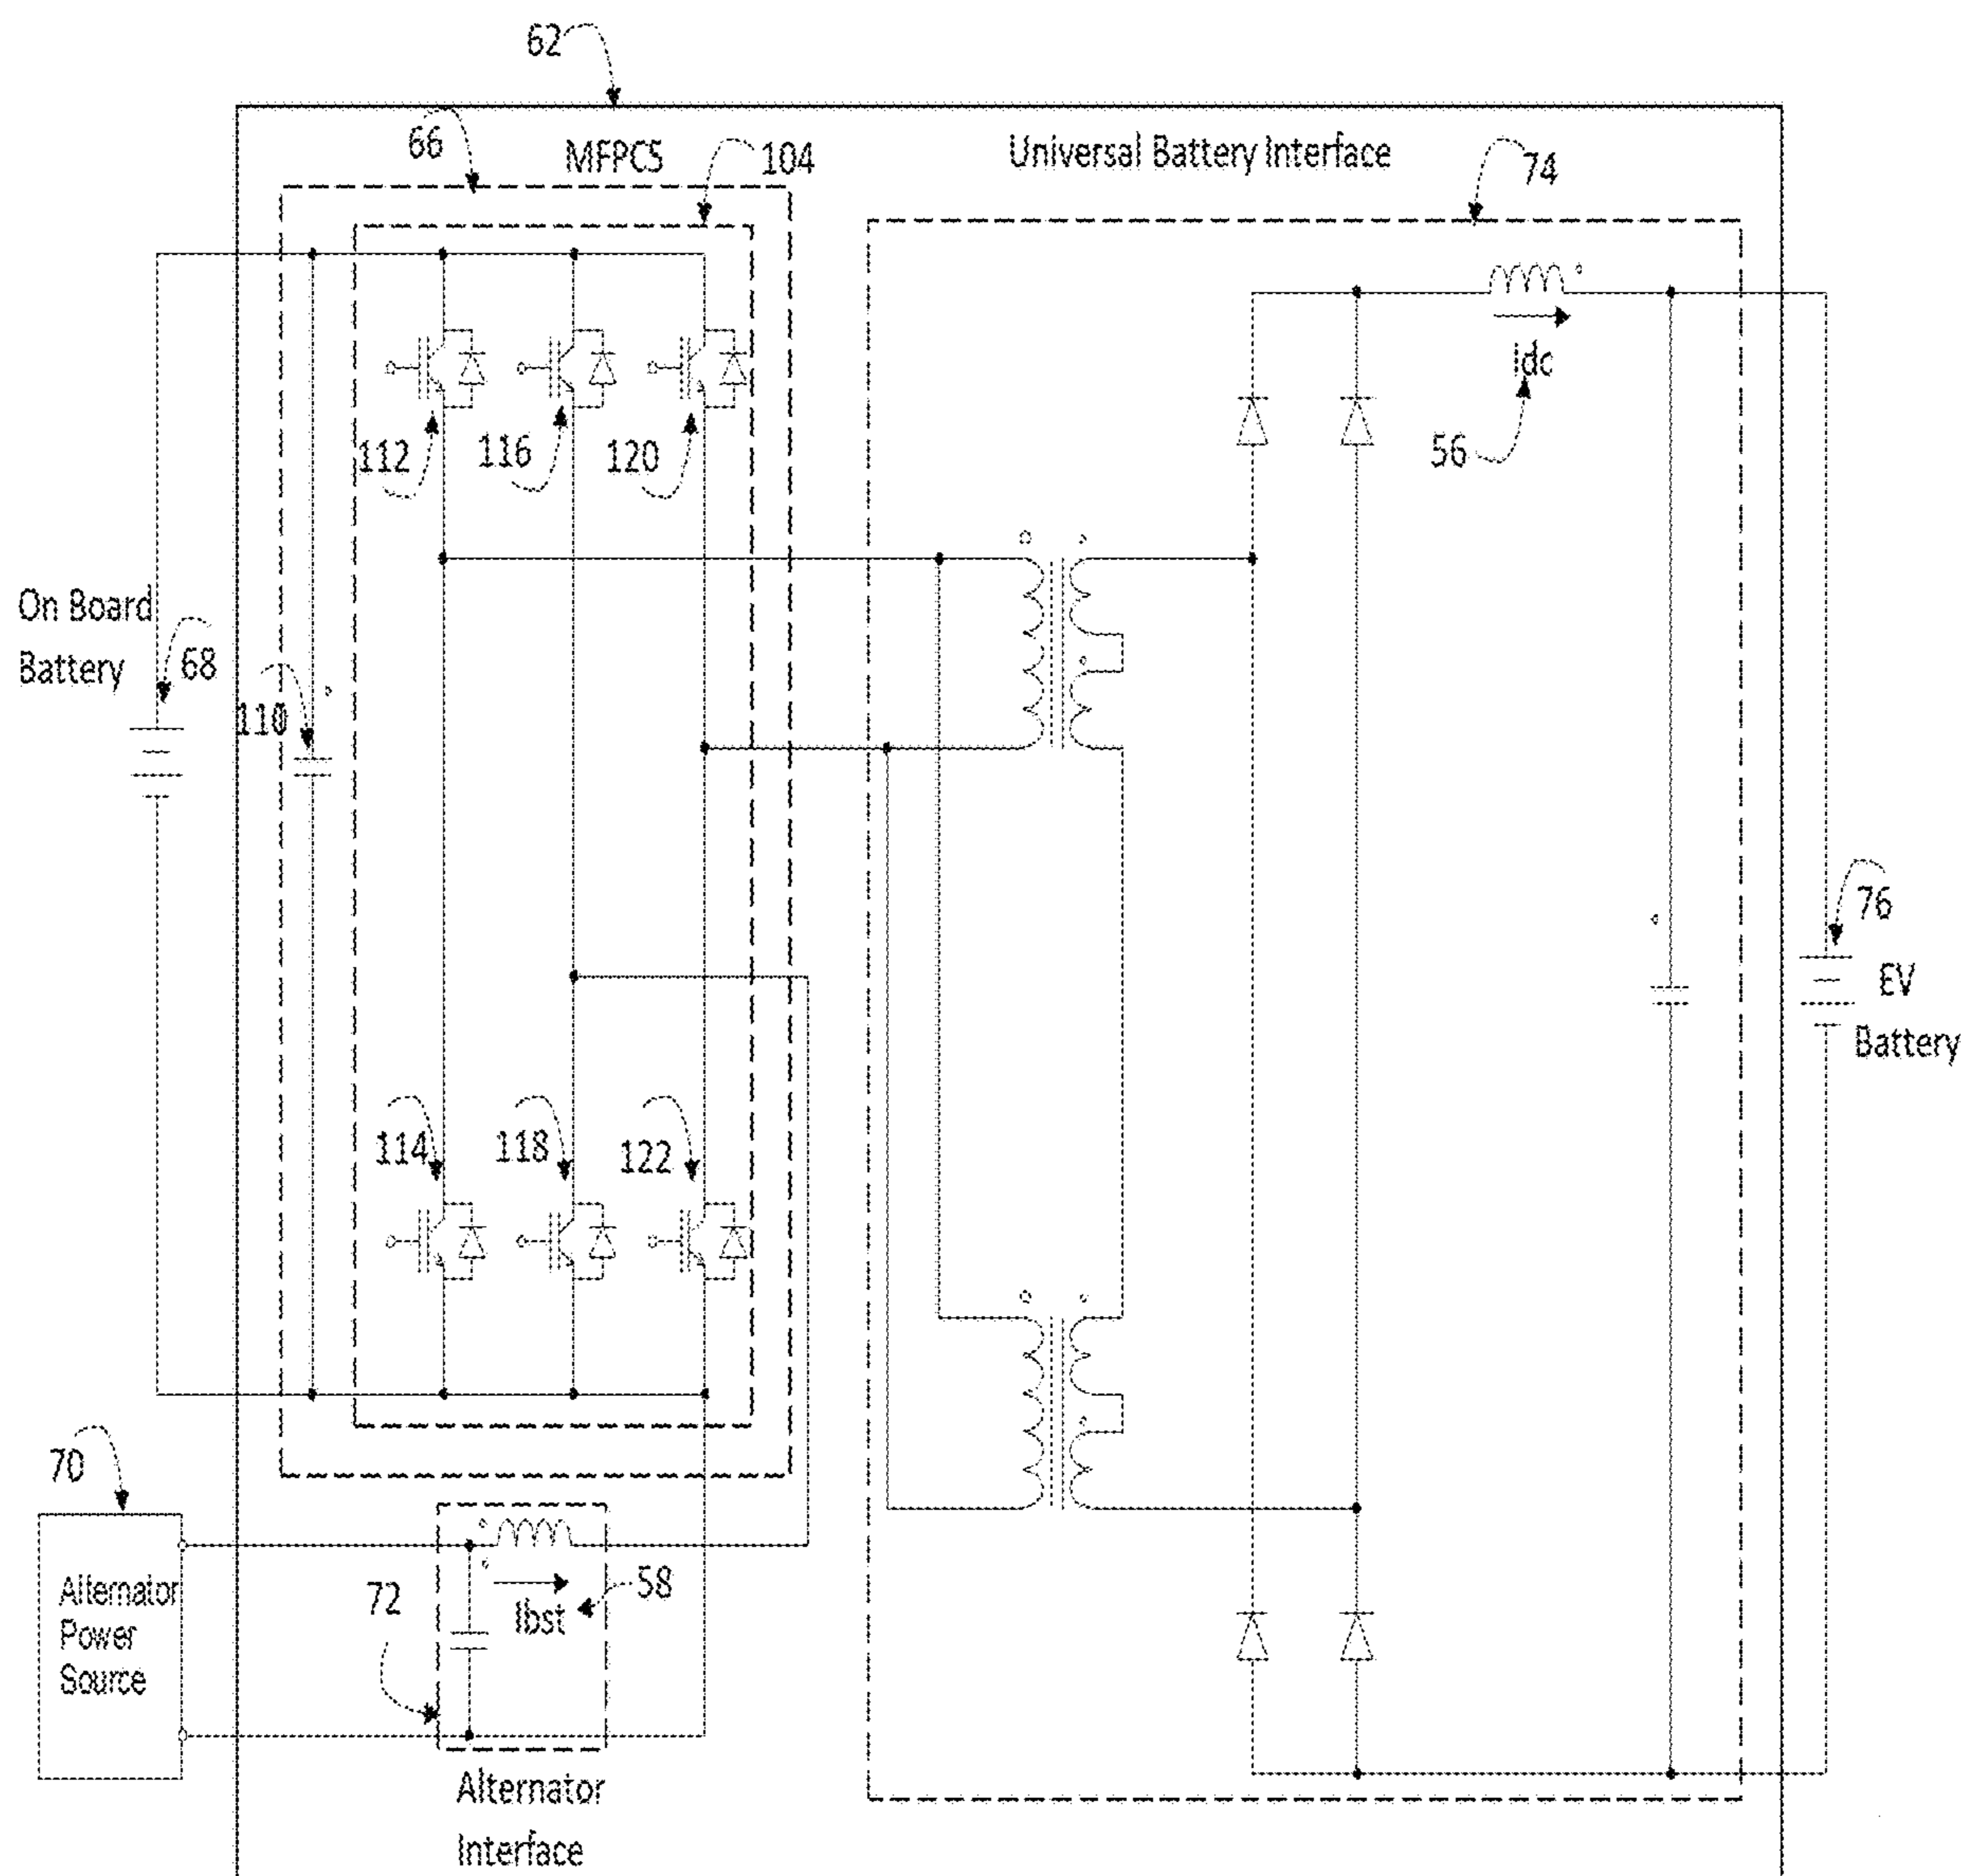 62
66
MFPC5
104
Universal Battery Interface
74
Idc
56
112
116
120
On Board
Battery
68
110
76
EV
Battery
114
118
122
70
Alternator
Power
Source
72
58
Ibst
Alternator
Interface